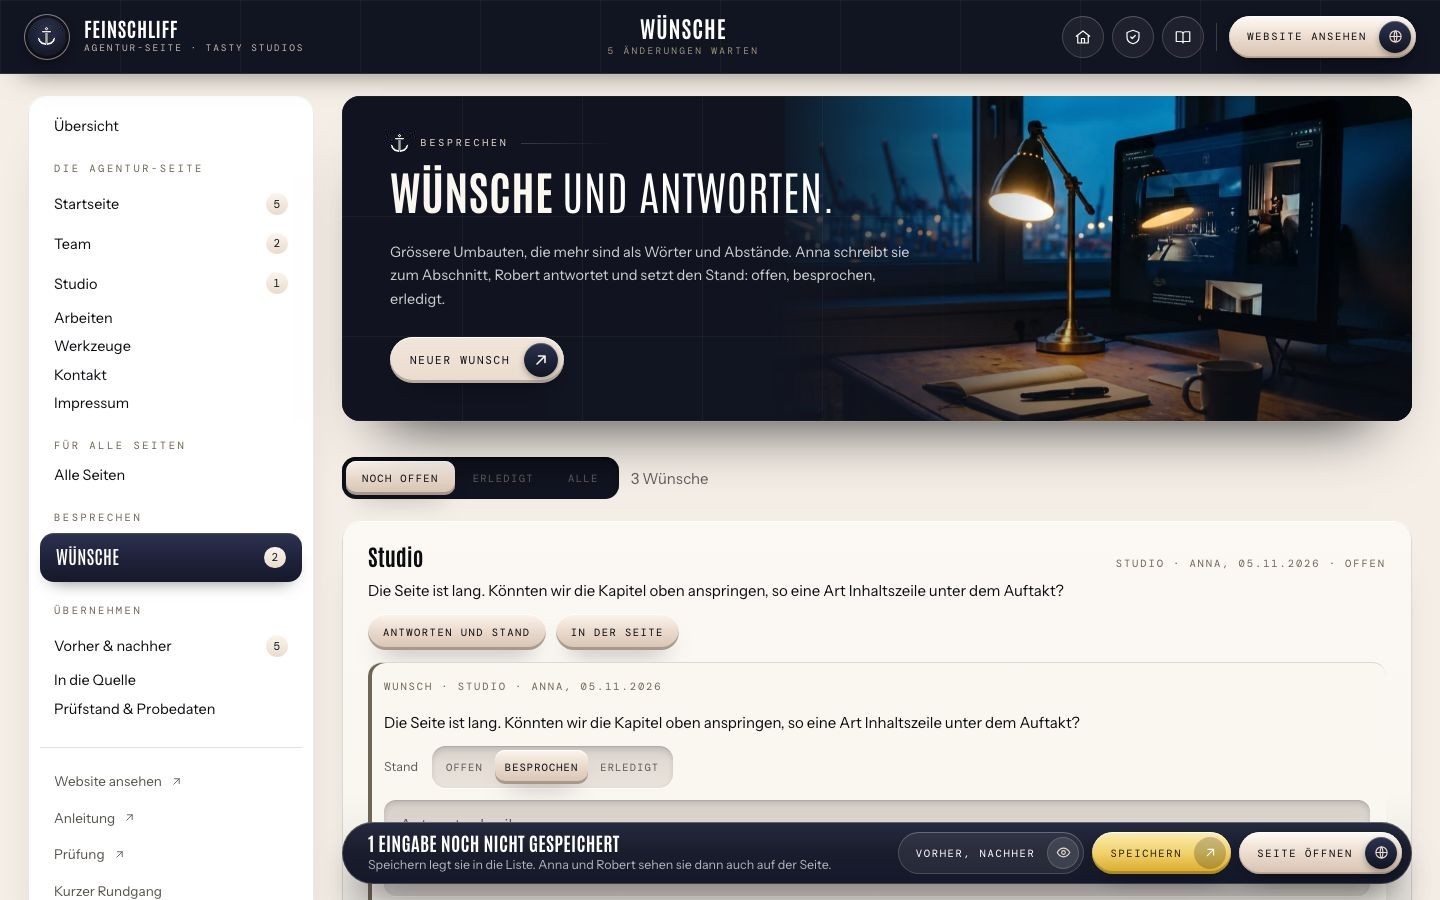 FEINSCHLIFF
AGENTUR-SEITE · TASTY STUDIOS
WÜNSCHE
5 ÄNDERUNGEN WARTEN
WEBSITE ANSEHEN
Übersicht
DIE AGENTUR-SEITE
Startseite 5
Team 2
Studio 1
Arbeiten
Werkzeuge
Kontakt
Impressum
FÜR ALLE SEITEN
Alle Seiten
BESPRECHEN
WÜNSCHE 2
ÜBERNEHMEN
Vorher & nachher 5
In die Quelle
Prüfstand & Probedaten
Website ansehen
Anleitung
Prüfung
Kurzer Rundgang
BESPRECHEN
WÜNSCHE UND ANTWORTEN.
Grössere Umbauten, die mehr sind als Wörter und Abstände. Anna schreibt sie
zum Abschnitt, Robert antwortet und setzt den Stand: offen, besprochen,
erledigt.
NEUER WUNSCH
NOCH OFFEN ERLEDIGT ALLE 3 Wünsche
Studio
STUDIO · ANNA, 05.11.2026 · OFFEN
Die Seite ist lang. Könnten wir die Kapitel oben anspringen, so eine Art Inhaltszeile unter dem Auftakt?
ANTWORTEN UND STAND IN DER SEITE
WUNSCH · STUDIO · ANNA, 05.11.2026
Die Seite ist lang. Könnten wir die Kapitel oben anspringen, so eine Art Inhaltszeile unter dem Auftakt?
Stand OFFEN BESPROCHEN ERLEDIGT
1 EINGABE NOCH NICHT GESPEICHERT
Speichern legt sie in die Liste. Anna und Robert sehen sie dann auch auf der Seite.
VORHER, NACHHER SPEICHERN SEITE ÖFFNEN